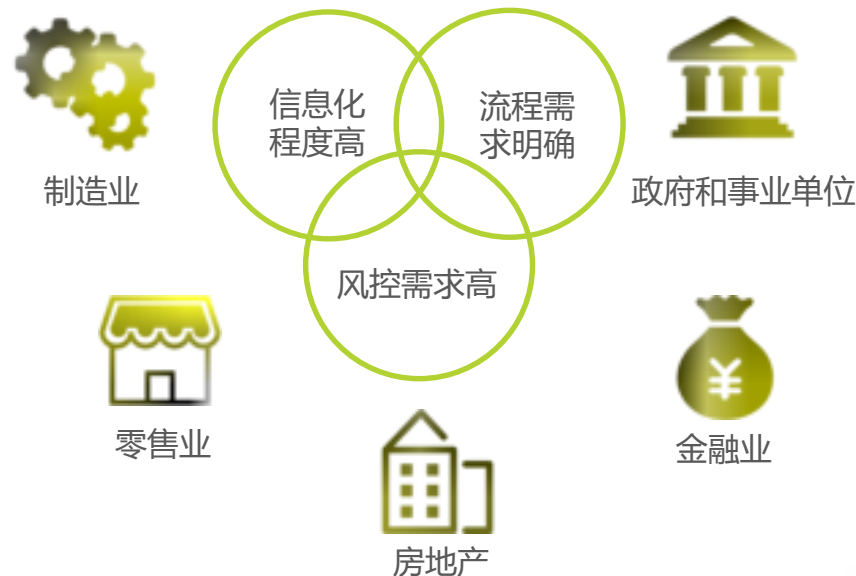 信息化
程度高
流程需
求明确
制造业
政府和事业单位
风控需求高
¥
零售业
金融业
房地产